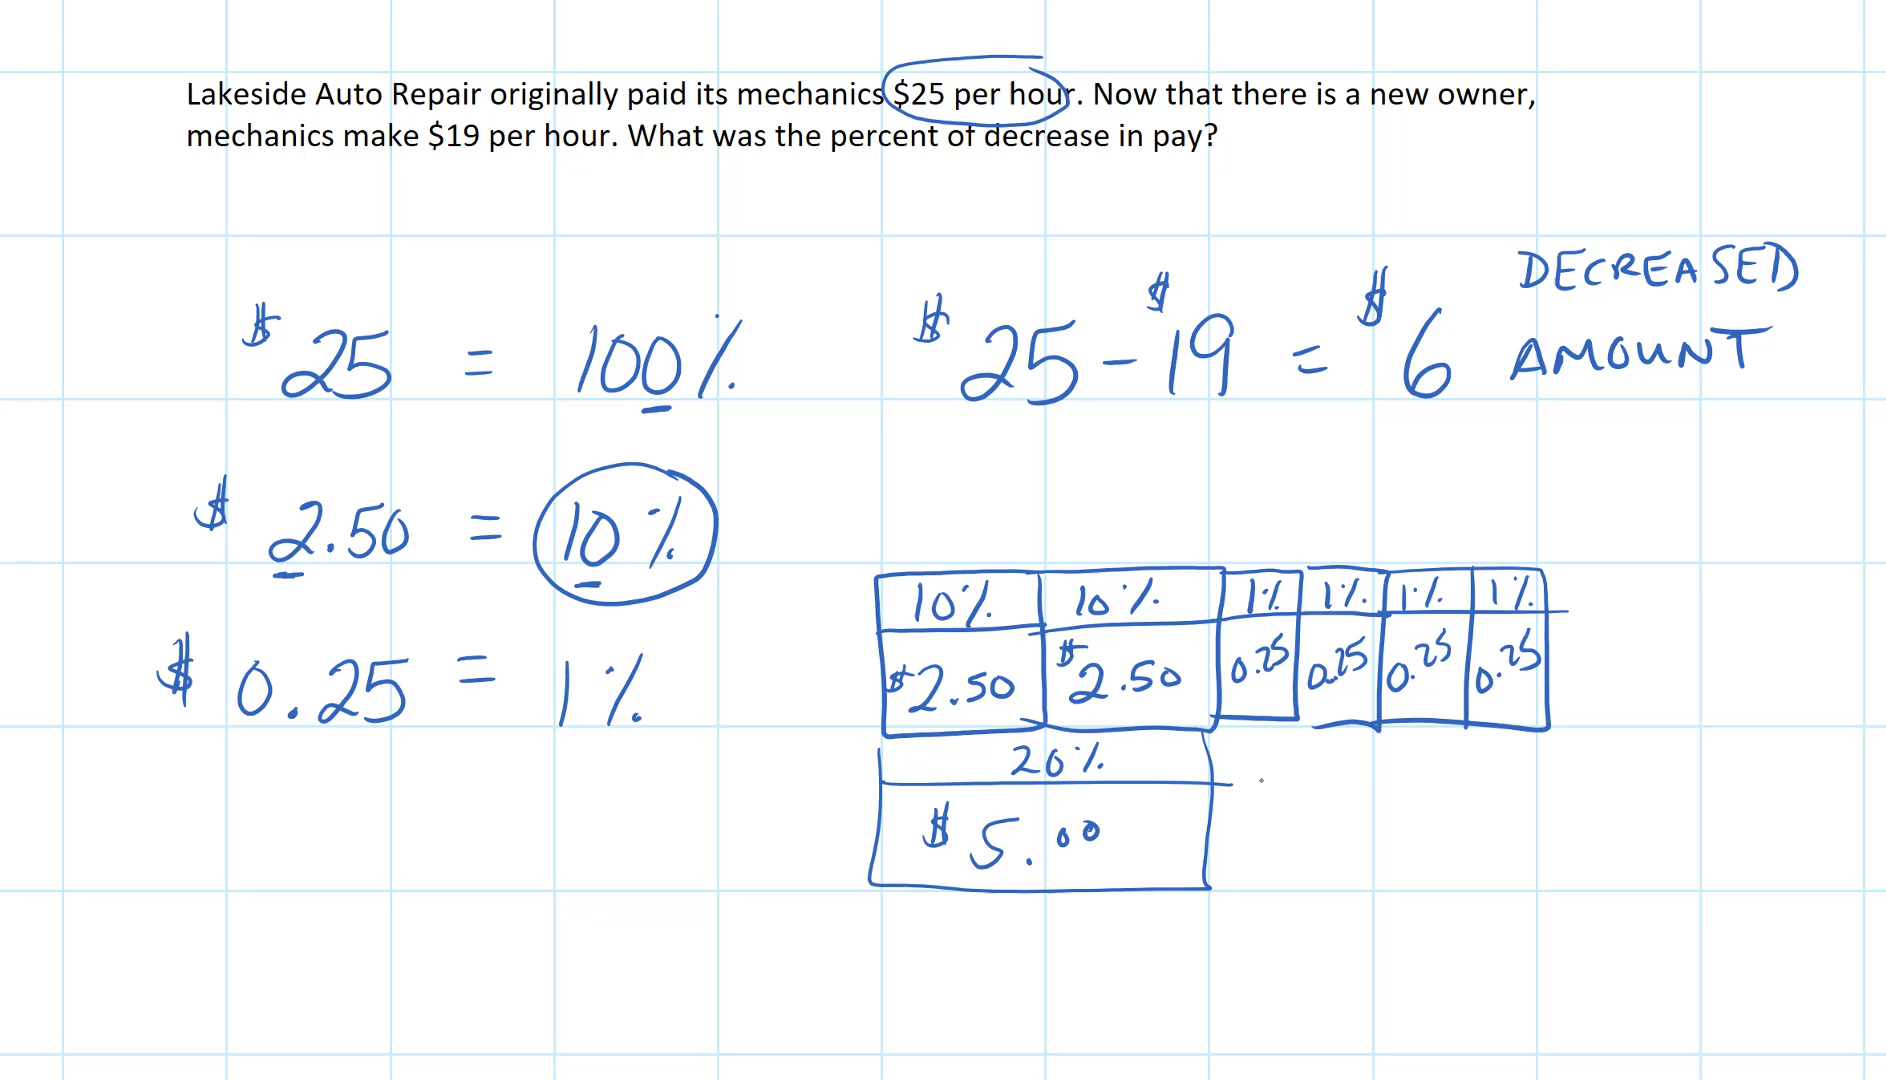 Lakeside Auto Repair originally paid its mechanics $25 per hour. Now that there is a new owner,
mechanics make $19 per hour. What was the percent of decrease in pay?
$25 = 100%
$25 - $19 = $6 DECREASED
AMOUNT
$2.50 = 10%
$0.25 = 1%
10% 10% 1% 1% 1% 1%
$2.50 $2.50 0.25 0.25 0.25 0.25
20%
$5.00